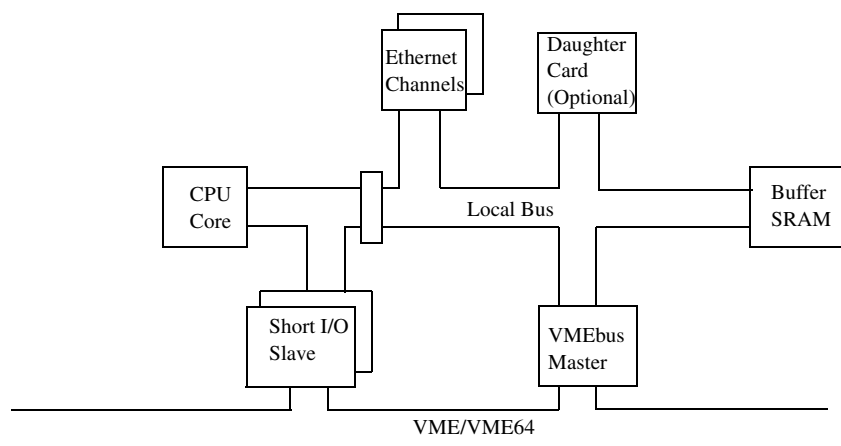 Ethernet
Channels
Daughter
Card
(Optional)
CPU
Core
Local Bus
Buffer
SRAM
Short I/O
Slave
VMEbus
Master
VME/VME64